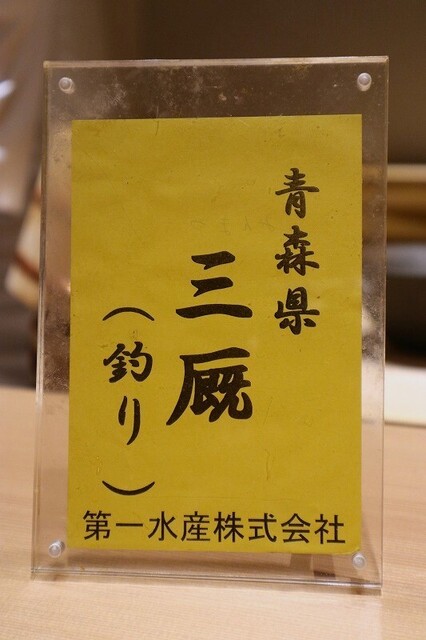 青森県
三厩
（釣り）
第一水産株式会社